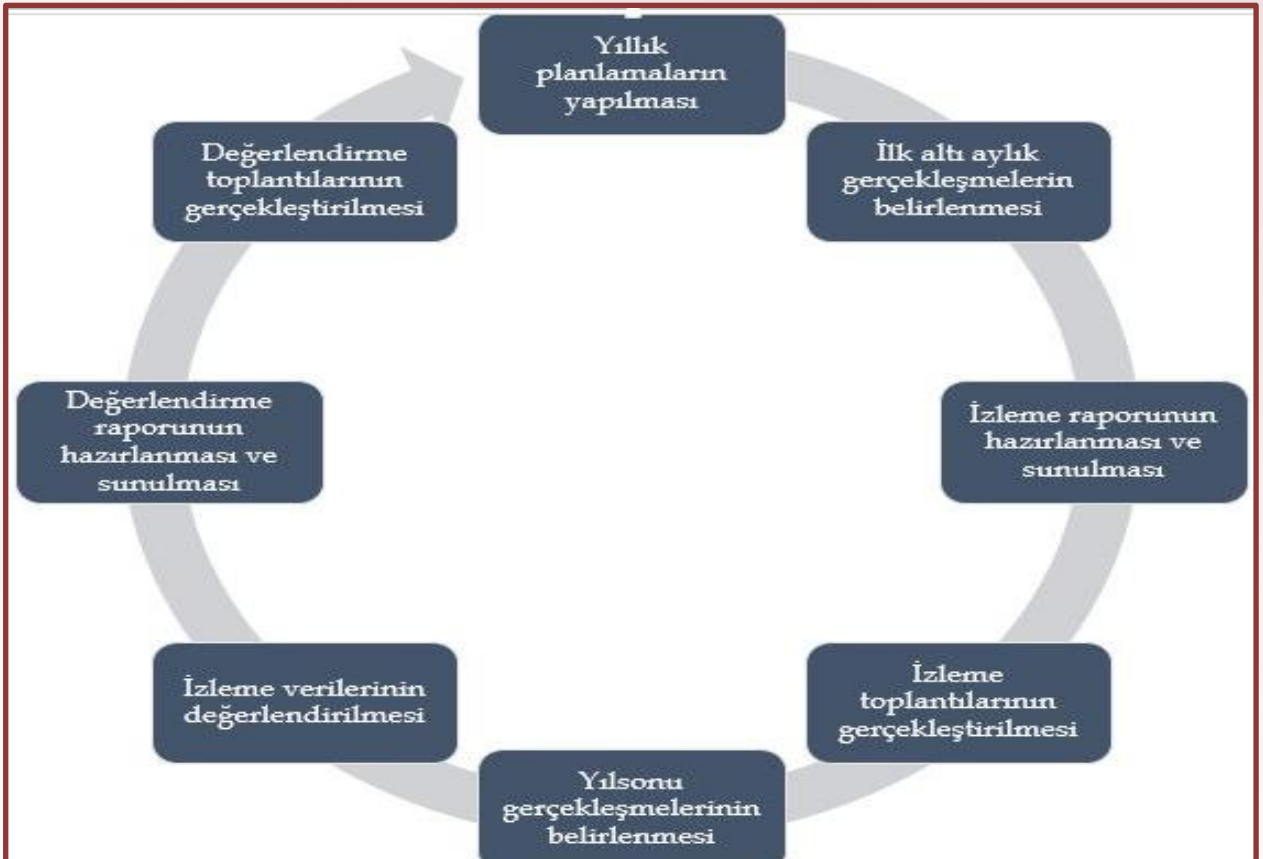 Yıllık
planlamaların
yapılması
İlk altı aylık
gerçekleşmelerin
belirlenmesi
İzleme raporunun
hazırlanması ve
sunulması
İzleme
toplantılarının
gerçekleştirilmesi
Yılsonu
gerçekleşmelerinin
belirlenmesi
İzleme verilerinin
değerlendirilmesi
Değerlendirme
raporunun
hazırlanması ve
sunulması
Değerlendirme
toplantılarının
gerçekleştirilmesi